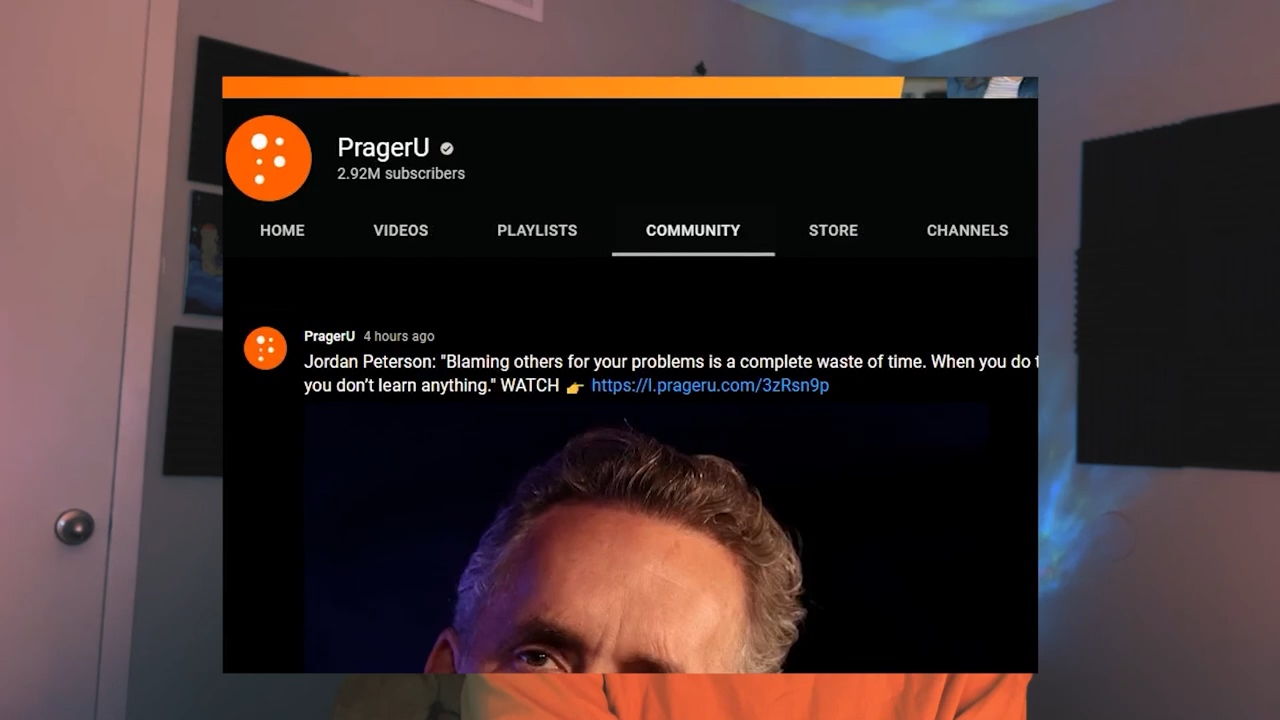 PragerU
2.92M subscribers
HOME VIDEOS PLAYLISTS COMMUNITY STORE CHANNELS
PragerU 4 hours ago
Jordan Peterson: "Blaming others for your problems is a complete waste of time. When you do
you don't learn anything." WATCH 👉 https://l.prageru.com/3zRsn9p